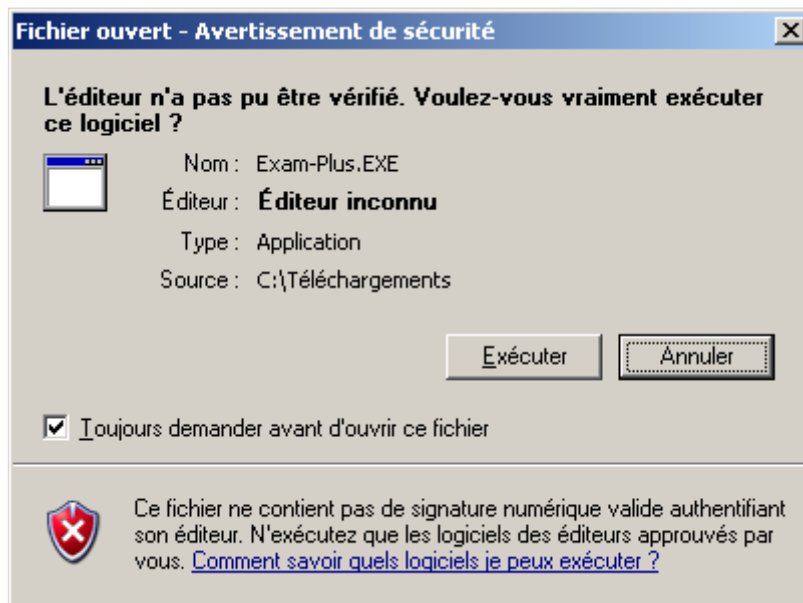 Fichier ouvert - Avertissement de sécurité
L'éditeur n'a pas pu être vérifié. Voulez-vous vraiment exécuter
ce logiciel ?
Nom : Exam-Plus.EXE
Éditeur : Éditeur inconnu
Type : Application
Source : C:\Téléchargements
Exécuter Annuler
Toujours demander avant d'ouvrir ce fichier
Ce fichier ne contient pas de signature numérique valide authentifiant
son éditeur. N'exécutez que les logiciels des éditeurs approuvés par
vous. Comment savoir quels logiciels je peux exécuter ?